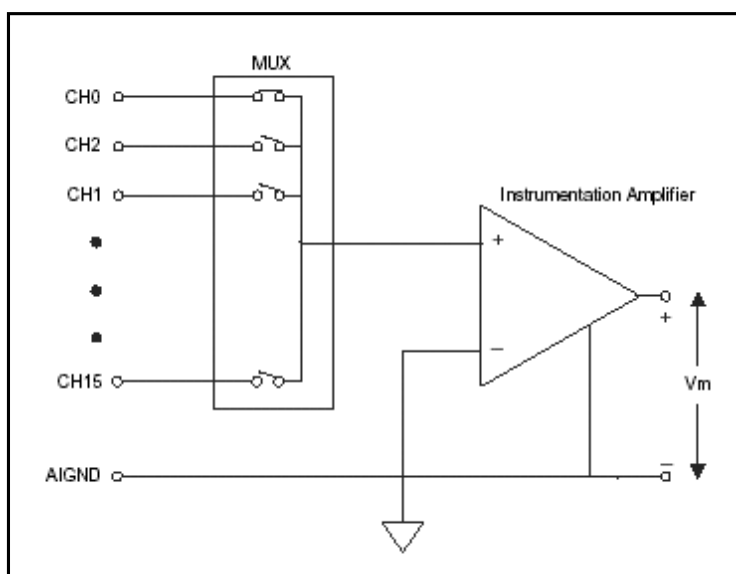 MUX
CH0
CH2
CH1
Instrumentation Amplifier
+
−
+
CH15
Vm
AIGND
−